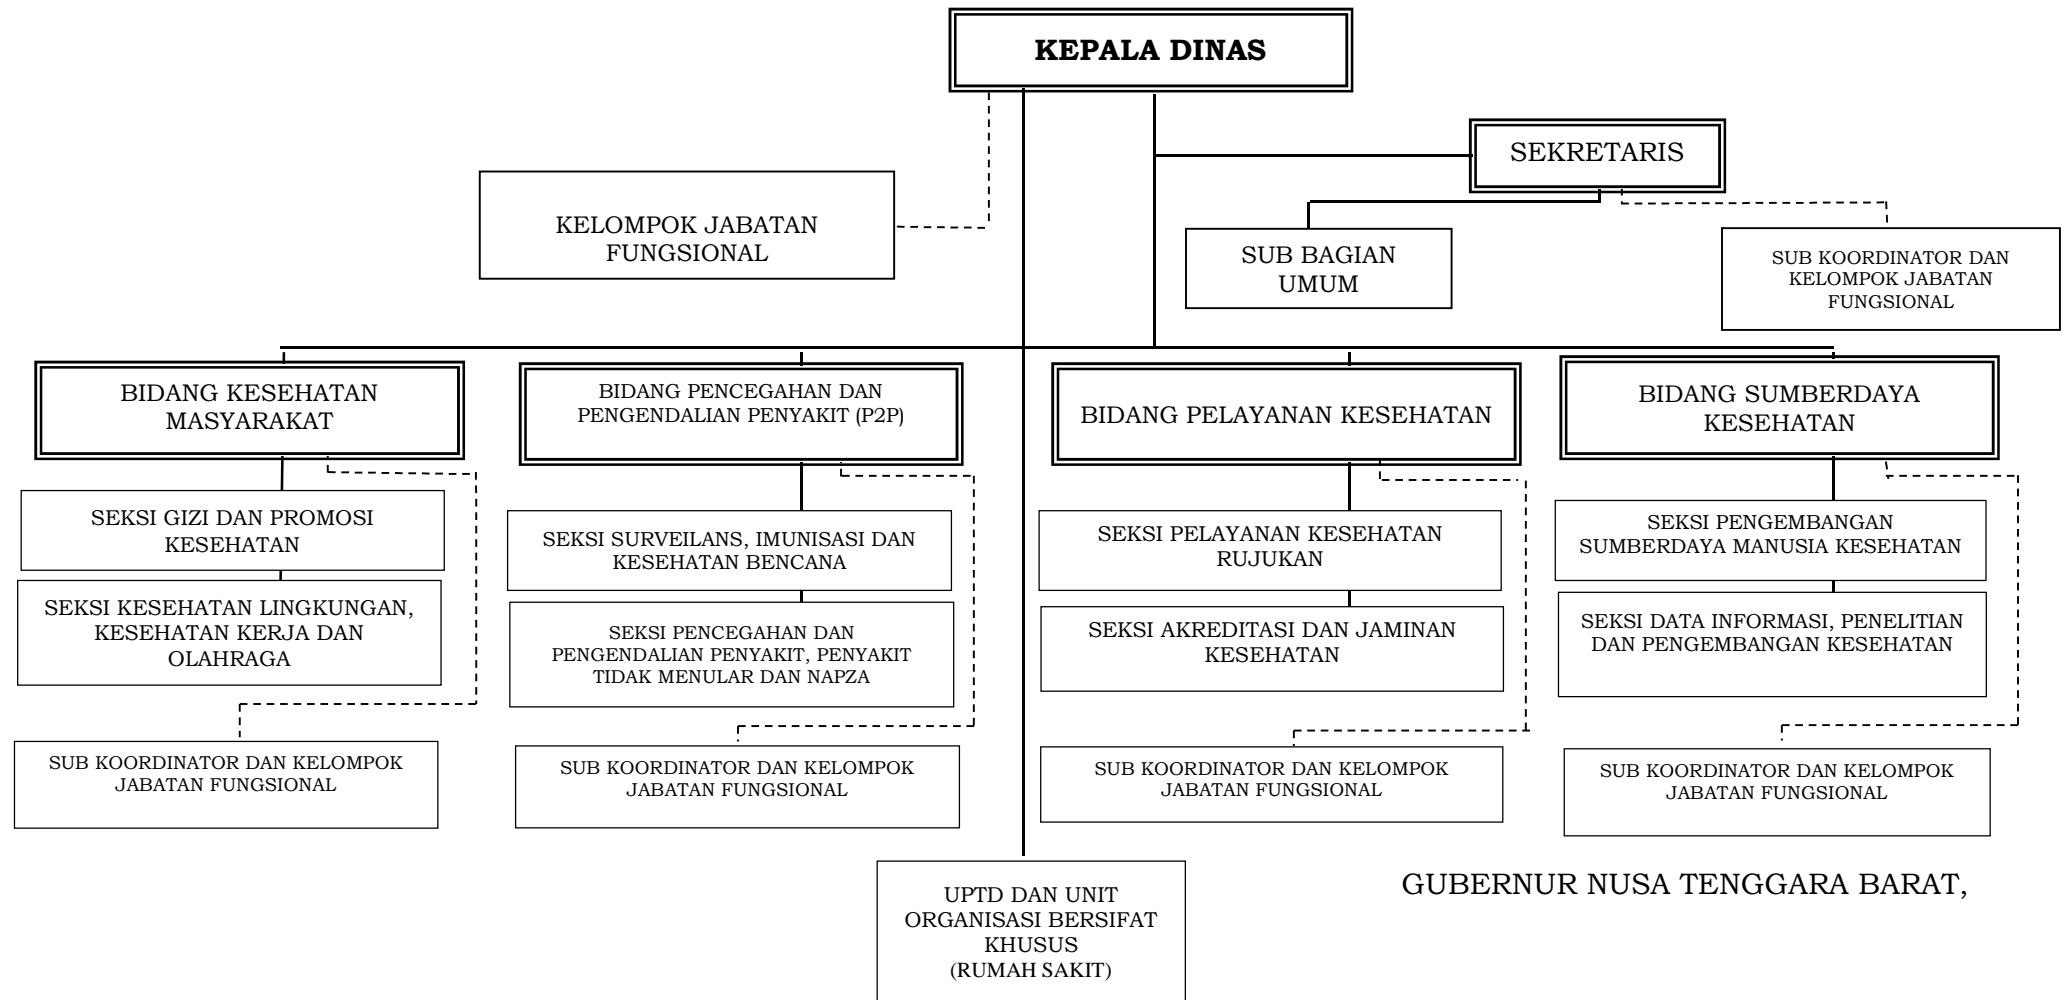 KEPALA DINAS
SEKRETARIS
KELOMPOK JABATAN
FUNGSIONAL
SUB BAGIAN
UMUM
SUB KOORDINATOR DAN
KELOMPOK JABATAN
FUNGSIONAL
BIDANG KESEHATAN
MASYARAKAT
BIDANG PENCEGAHAN DAN
PENGENDALIAN PENYAKIT (P2P)
BIDANG PELAYANAN KESEHATAN
BIDANG SUMBERDAYA
KESEHATAN
SEKSI GIZI DAN PROMOSI
KESEHATAN
SEKSI SURVEILANS, IMUNISASI DAN
KESEHATAN BENCANA
SEKSI PELAYANAN KESEHATAN
RUJUKAN
SEKSI PENGEMBANGAN
SUMBERDAYA MANUSIA KESEHATAN
SEKSI KESEHATAN LINGKUNGAN,
KESEHATAN KERJA DAN
OLAHRAGA
SEKSI PENCEGAHAN DAN
PENGENDALIAN PENYAKIT, PENYAKIT
TIDAK MENULAR DAN NAPZA
SEKSI AKREDITASI DAN JAMINAN
KESEHATAN
SEKSI DATA INFORMASI, PENELITIAN
DAN PENGEMBANGAN KESEHATAN
SUB KOORDINATOR DAN KELOMPOK
JABATAN FUNGSIONAL
SUB KOORDINATOR DAN KELOMPOK
JABATAN FUNGSIONAL
SUB KOORDINATOR DAN KELOMPOK
JABATAN FUNGSIONAL
SUB KOORDINATOR DAN KELOMPOK
JABATAN FUNGSIONAL
UPTD DAN UNIT
ORGANISASI BERSIFAT
KHUSUS
(RUMAH SAKIT)
GUBERNUR NUSA TENGGARA BARAT,